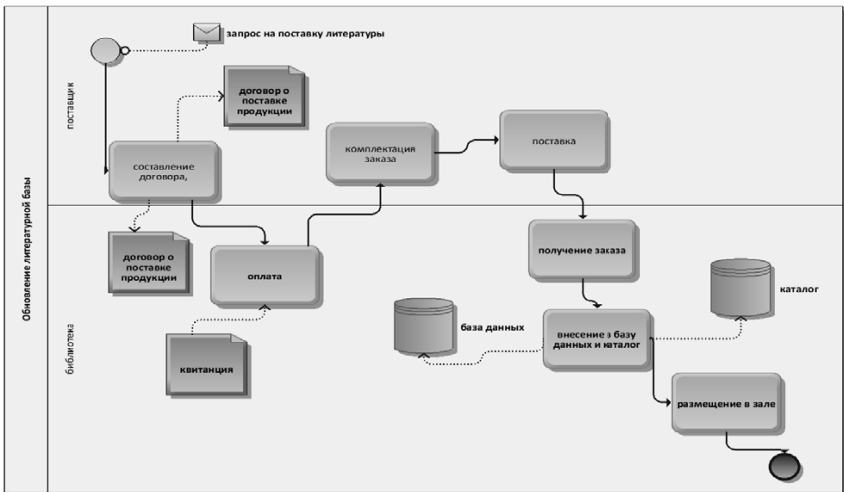 Обновление литературной базы
поставщик
запрос на поставку литературы
договор о
поставке
продукции
составление
договора,
комплектация
заказа
поставка
библиотека
договор о
поставке
продукции
оплата
квитанция
получение заказа
база данных
внесение в базу
данных и каталог
каталог
размещение в зале